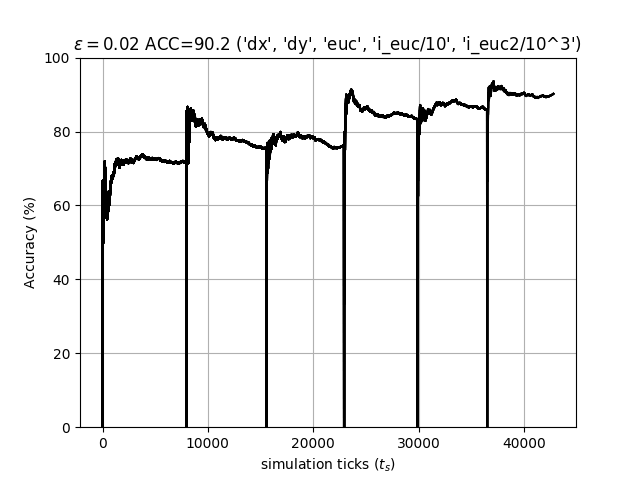 ε = 0.02 ACC=90.2 ('dx', 'dy', 'euc', 'i_euc/10', 'i_euc2/10^3')
100
80
60
40
20
0
Accuracy (%)
0 10000 20000 30000 40000
simulation ticks (tₛ)